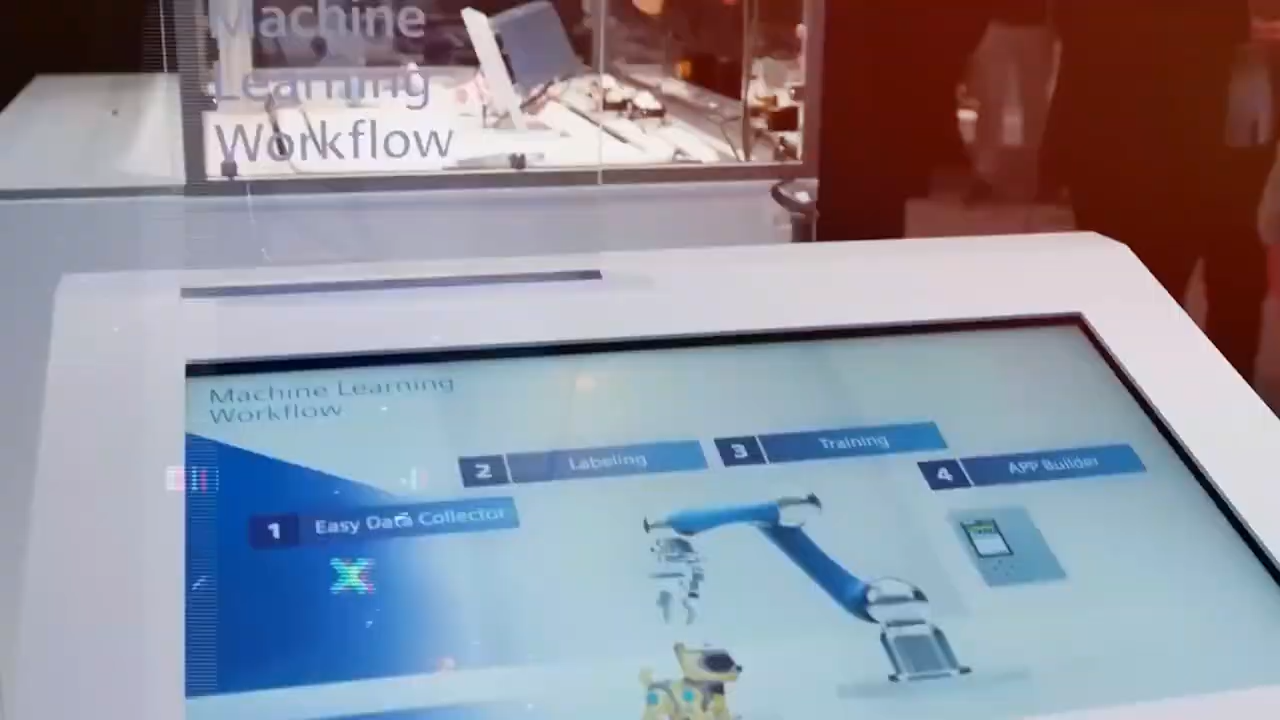 Machine
Learning
Workflow
Machine Learning
Workflow
1 Easy Data Collector
2 Labeling
3 Training
4 APP Builder